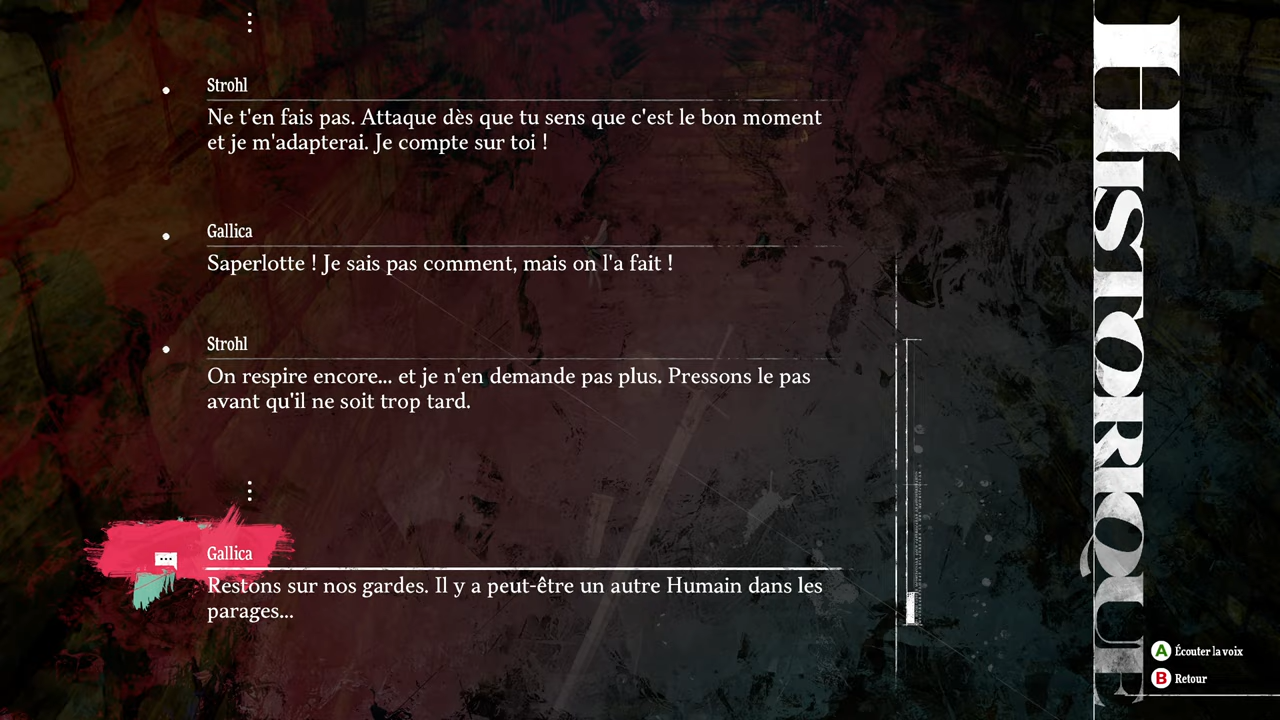 Strohl
Ne t'en fais pas. Attaque dès que tu sens que c'est le bon moment
et je m'adapterai. Je compte sur toi !
Gallica
Saperlotte ! Je sais pas comment, mais on l'a fait !
Strohl
On respire encore... et je n'en demande pas plus. Pressons le pas
avant qu'il ne soit trop tard.
Gallica
Restons sur nos gardes. Il y a peut-être un autre Humain dans les
parages...
HISTORIQUE
A Écouter la voix
B Retour